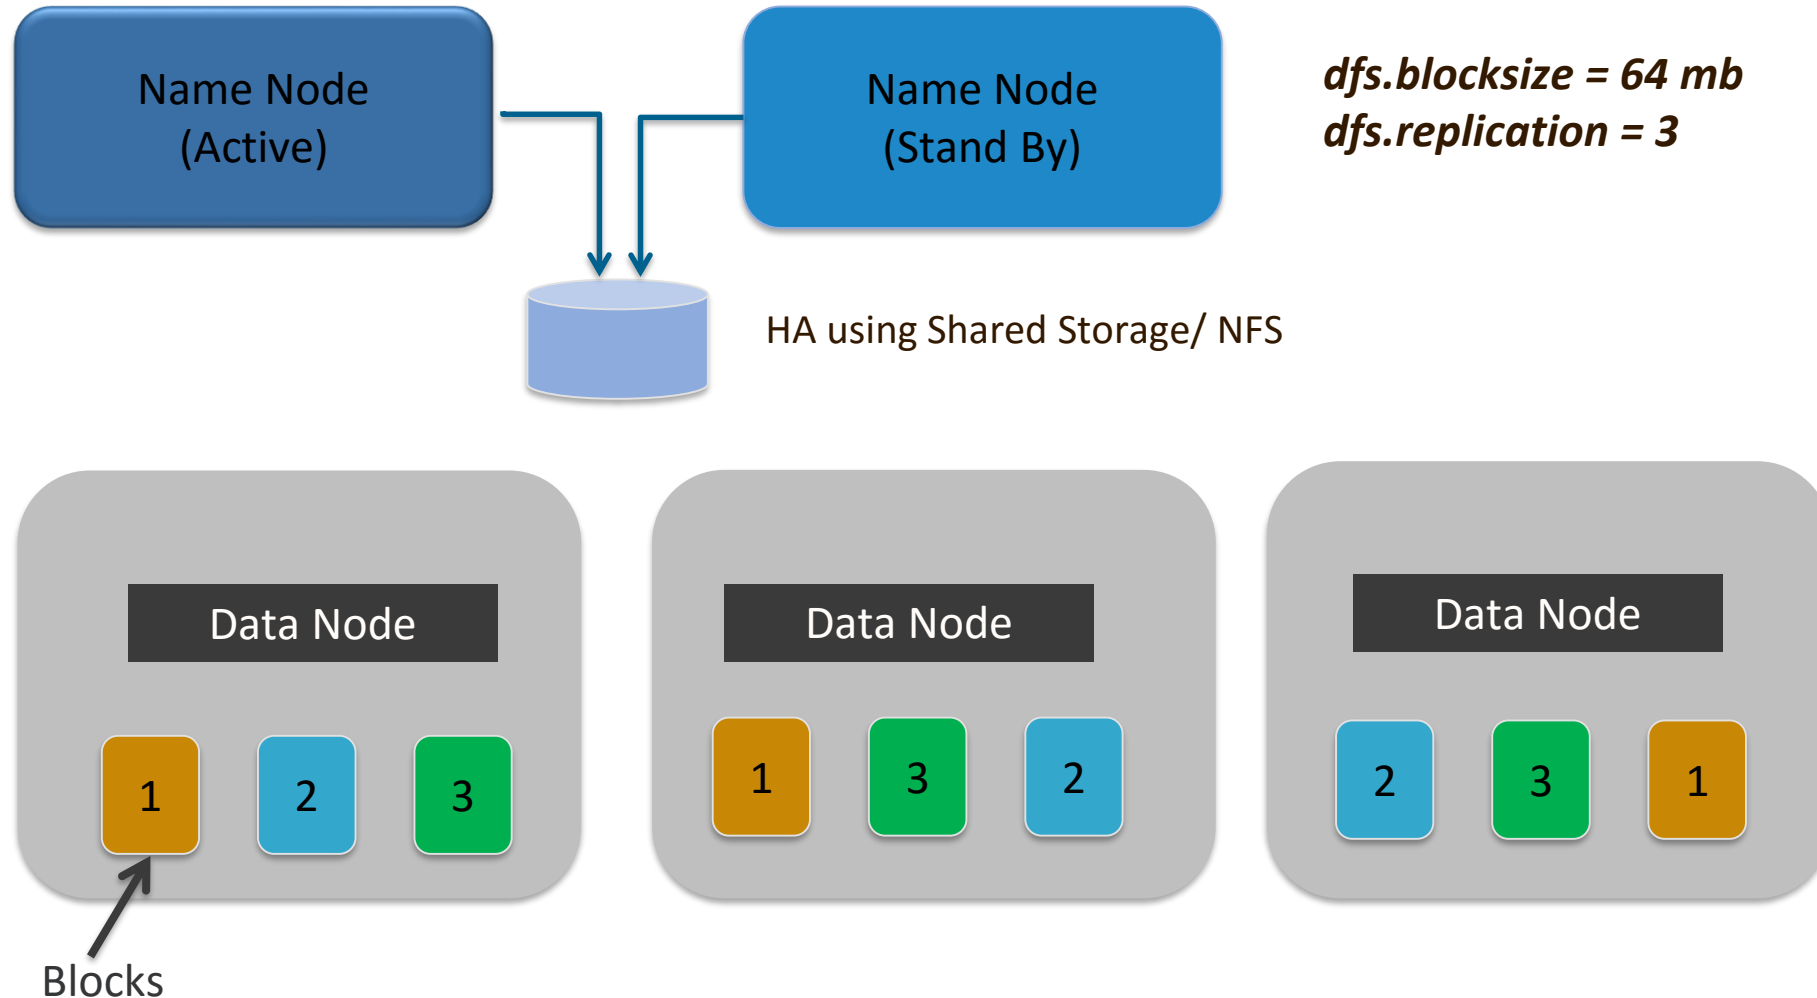 Name Node
(Active)
Name Node
(Stand By)
dfs.blocksize = 64 mb
dfs.replication = 3
HA using Shared Storage/ NFS
Data Node
Data Node
Data Node
1
2
3
1
3
2
2
3
1
Blocks